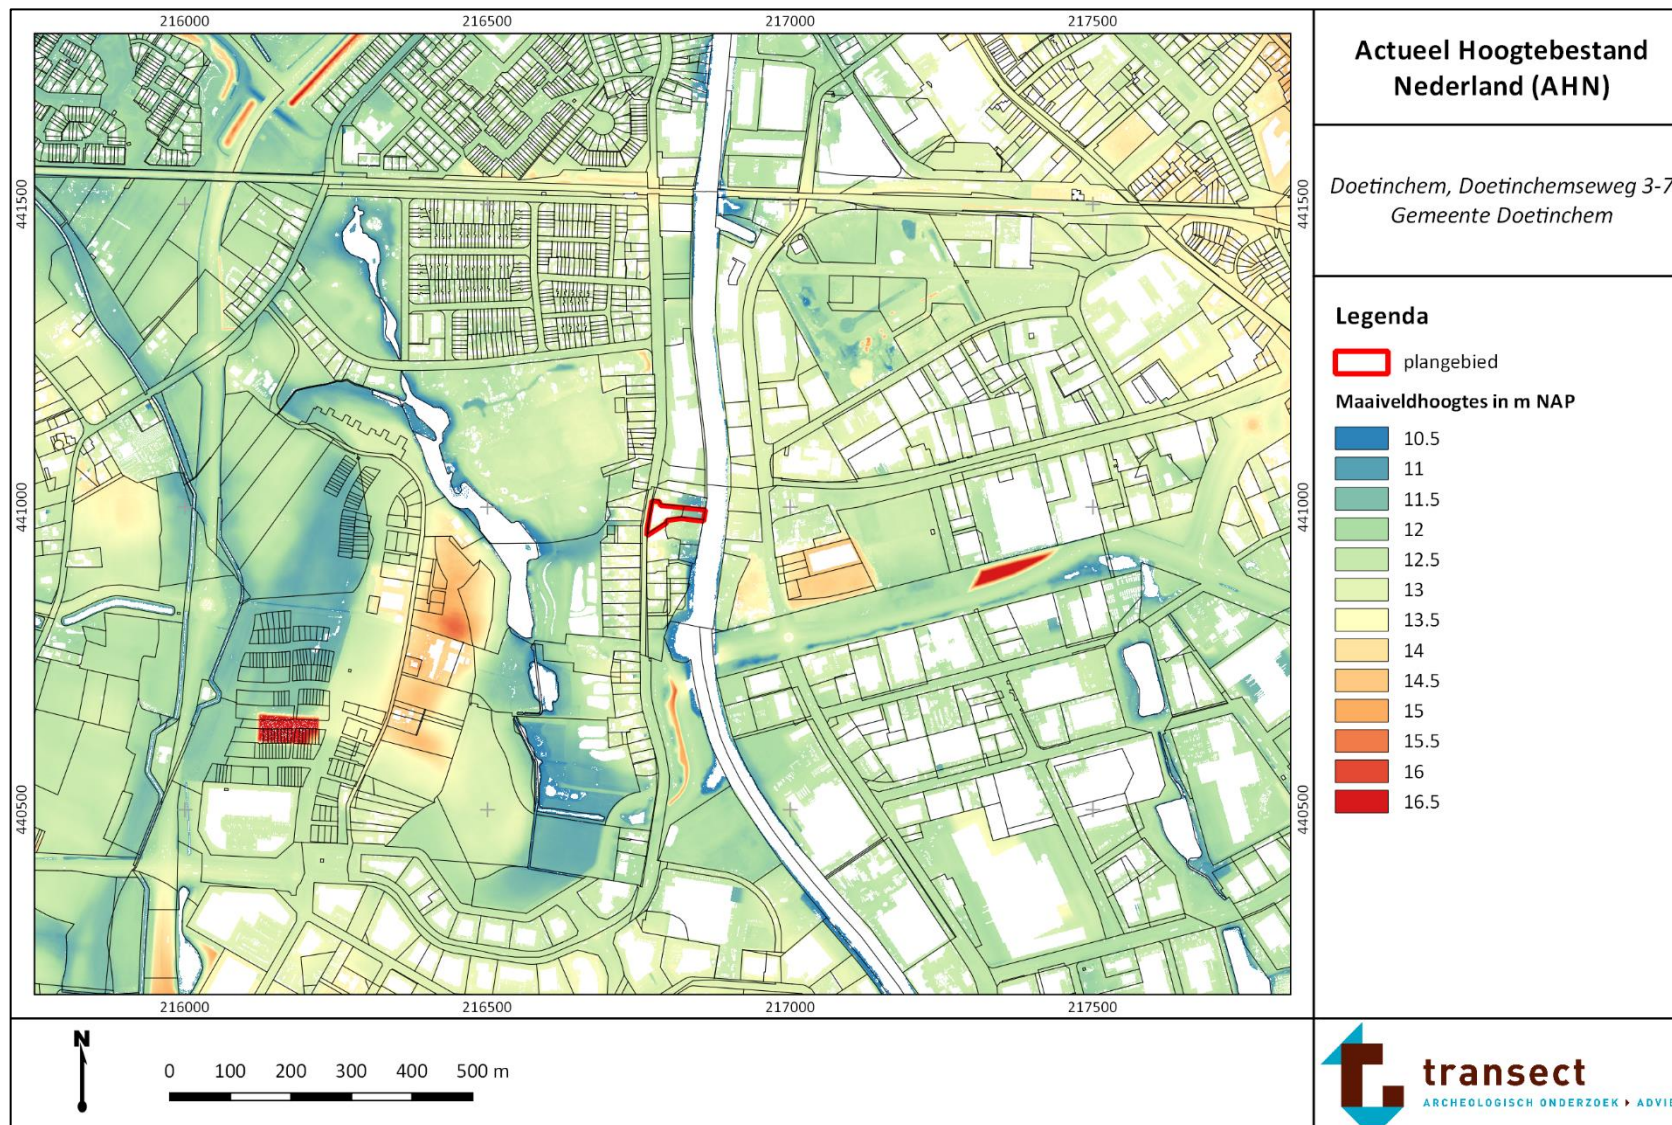 216000 216500 217000 217500
441500
441000
440500
441500
441000
440500
216000 216500 217000 217500
N
0 100 200 300 400 500 m
Actueel Hoogtebestand
Nederland (AHN)
Doetinchem, Doetinchemseweg 3-7
Gemeente Doetinchem
Legenda
plangebied
Maaiveldhoogtes in m NAP
10.5
11
11.5
12
12.5
13
13.5
14
14.5
15
15.5
16
16.5
transect
ARCHEOLOGISCH ONDERZOEK ADVIE